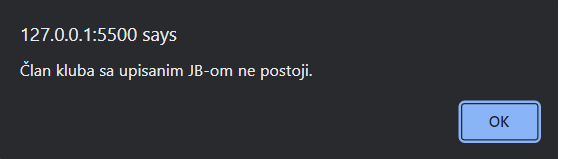 127.0.0.1:5500 says
Član kluba sa upisanim JB-om ne postoji.
OK